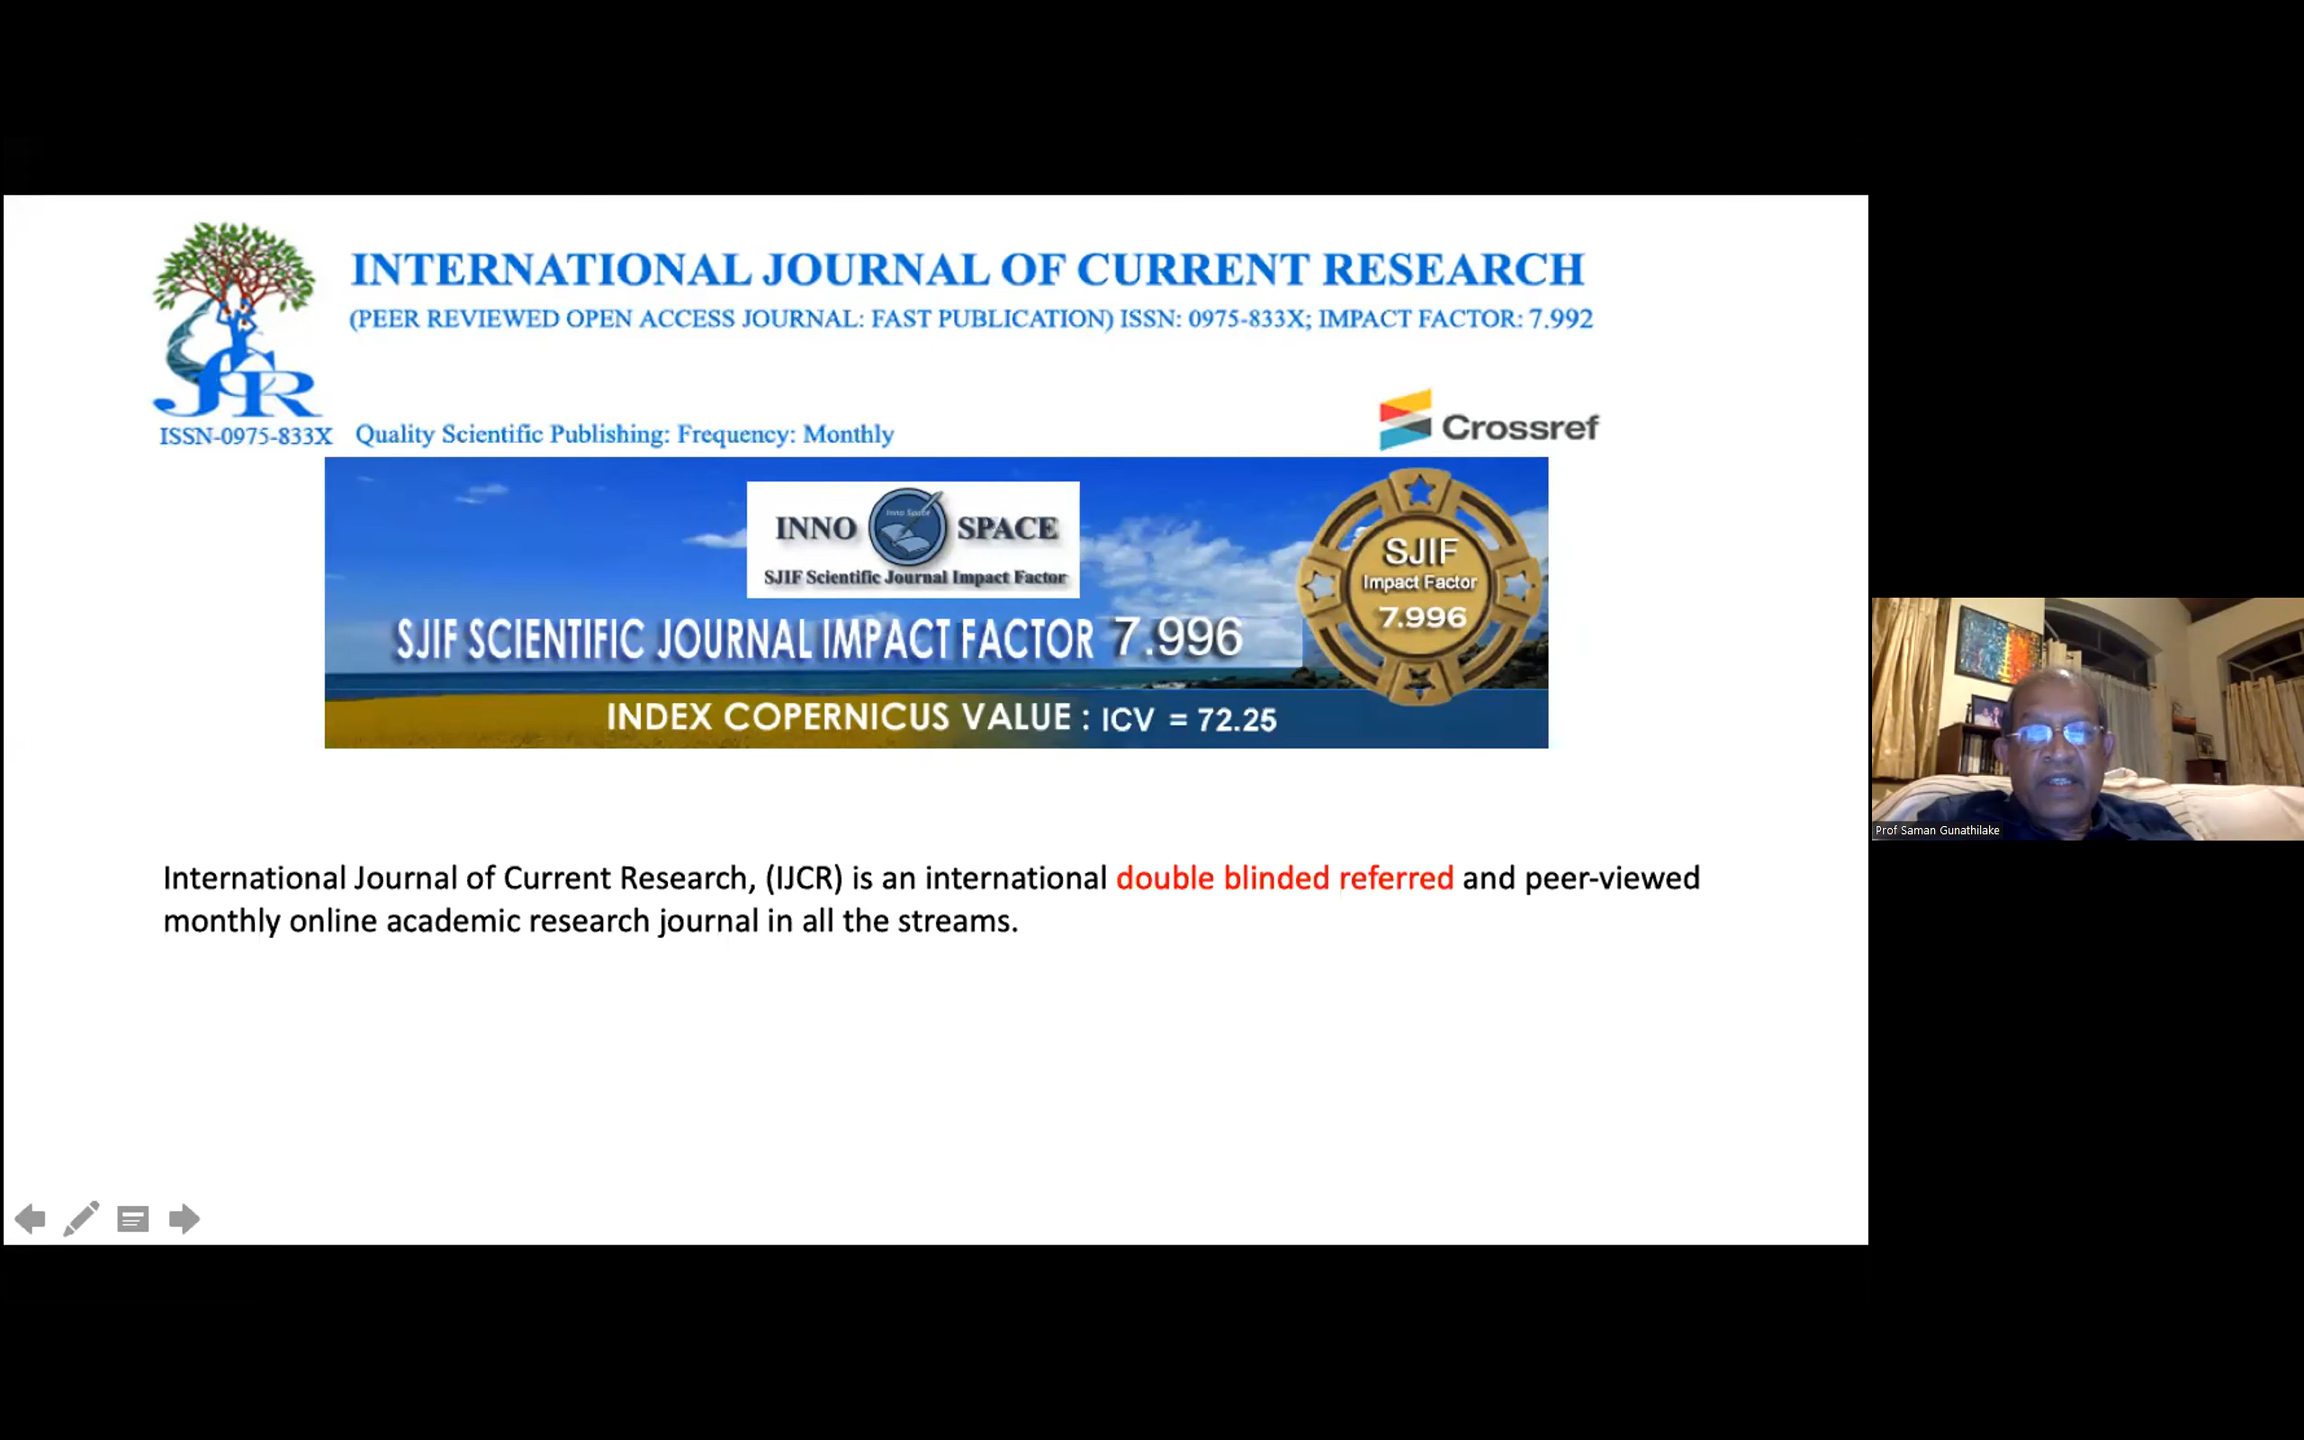 INTERNATIONAL JOURNAL OF CURRENT RESEARCH
(PEER REVIEWED OPEN ACCESS JOURNAL: FAST PUBLICATION) ISSN: 0975-833X; IMPACT FACTOR: 7.992
JCR
ISSN-0975-833X
Quality Scientific Publishing: Frequency: Monthly
Crossref
INNO Inno Space SPACE
SJIF Scientific Journal Impact Factor
SJIF SCIENTIFIC JOURNAL IMPACT FACTOR 7.996
SJIF
Impact Factor
7.996
INDEX COPERNICUS VALUE : ICV = 72.25
Prof Saman Gunathilake
International Journal of Current Research, (IJCR) is an international double blinded referred and peer-viewed
monthly online academic research journal in all the streams.